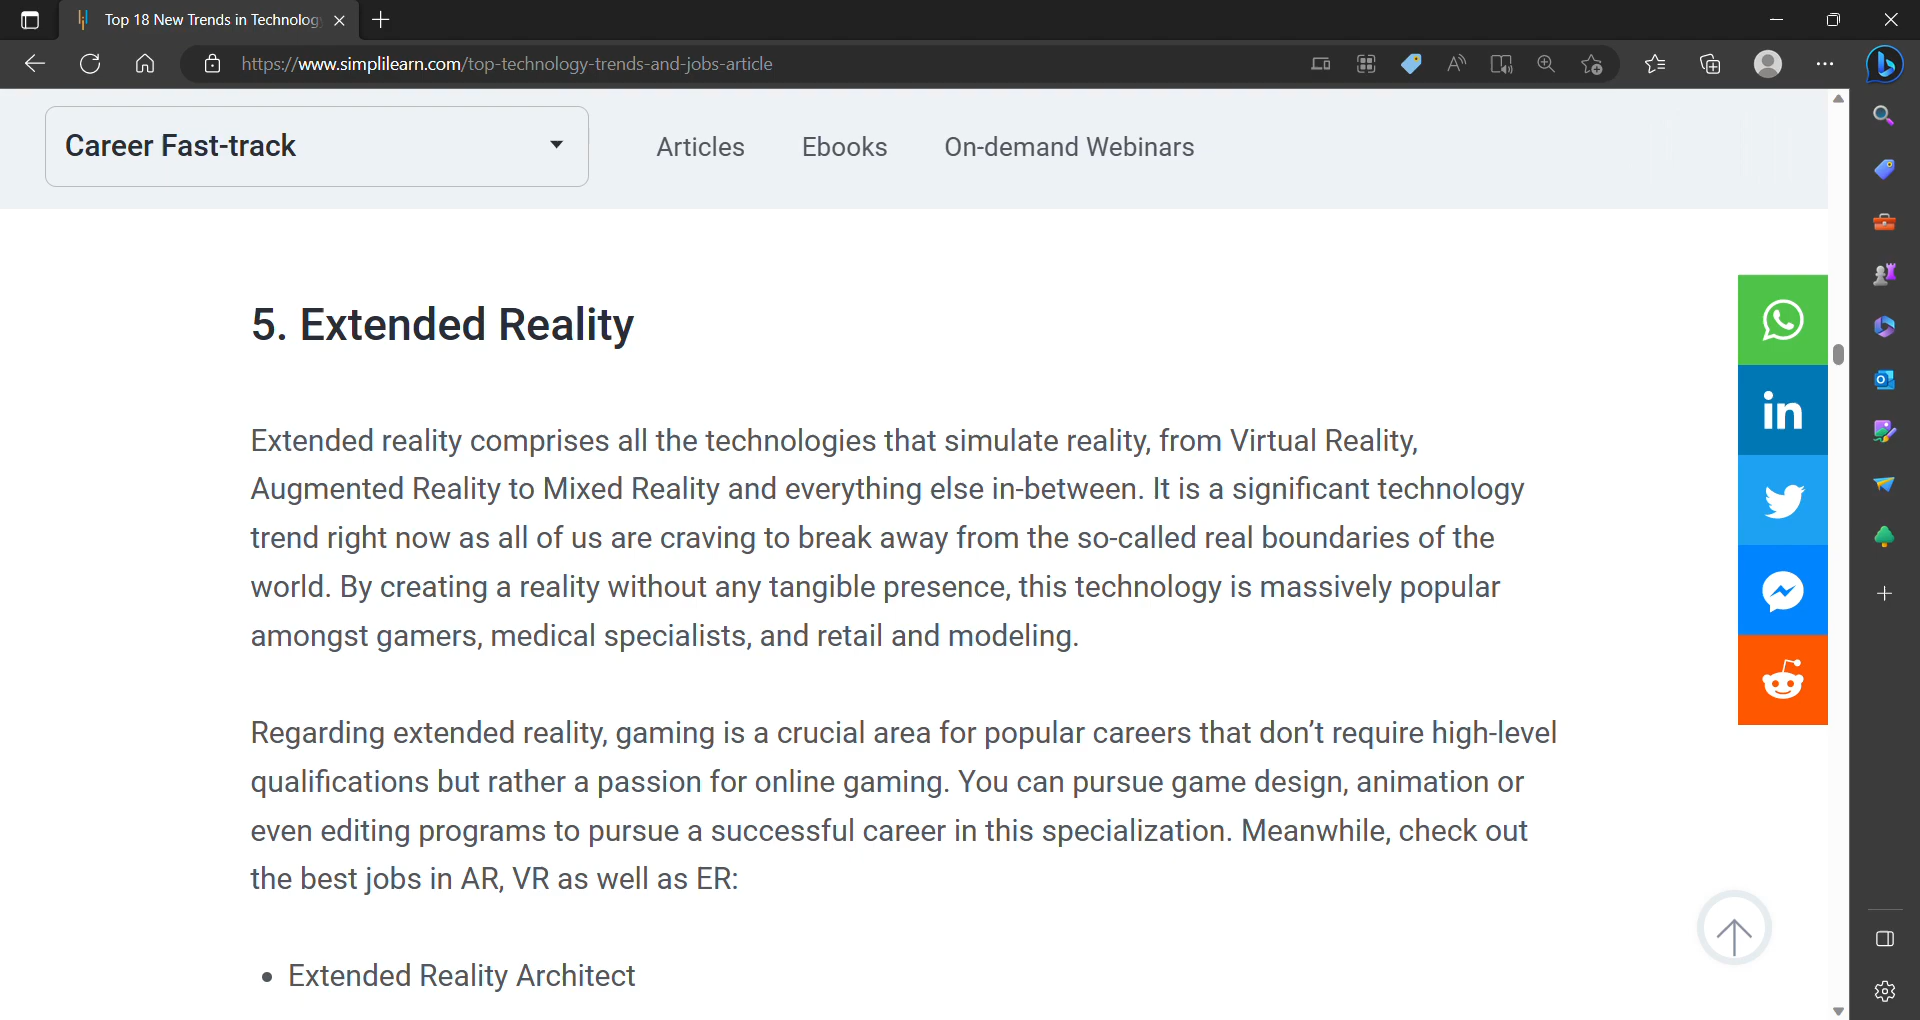 Top 18 New Trends in Technolog
https://www.simplilearn.com/top-technology-trends-and-jobs-article
Career Fast-track
Articles
Ebooks
On-demand Webinars
5. Extended Reality
Extended reality comprises all the technologies that simulate reality, from Virtual Reality,
Augmented Reality to Mixed Reality and everything else in-between. It is a significant technology
trend right now as all of us are craving to break away from the so-called real boundaries of the
world. By creating a reality without any tangible presence, this technology is massively popular
amongst gamers, medical specialists, and retail and modeling.
Regarding extended reality, gaming is a crucial area for popular careers that don’t require high-level
qualifications but rather a passion for online gaming. You can pursue game design, animation or
even editing programs to pursue a successful career in this specialization. Meanwhile, check out
the best jobs in AR, VR as well as ER:
• Extended Reality Architect